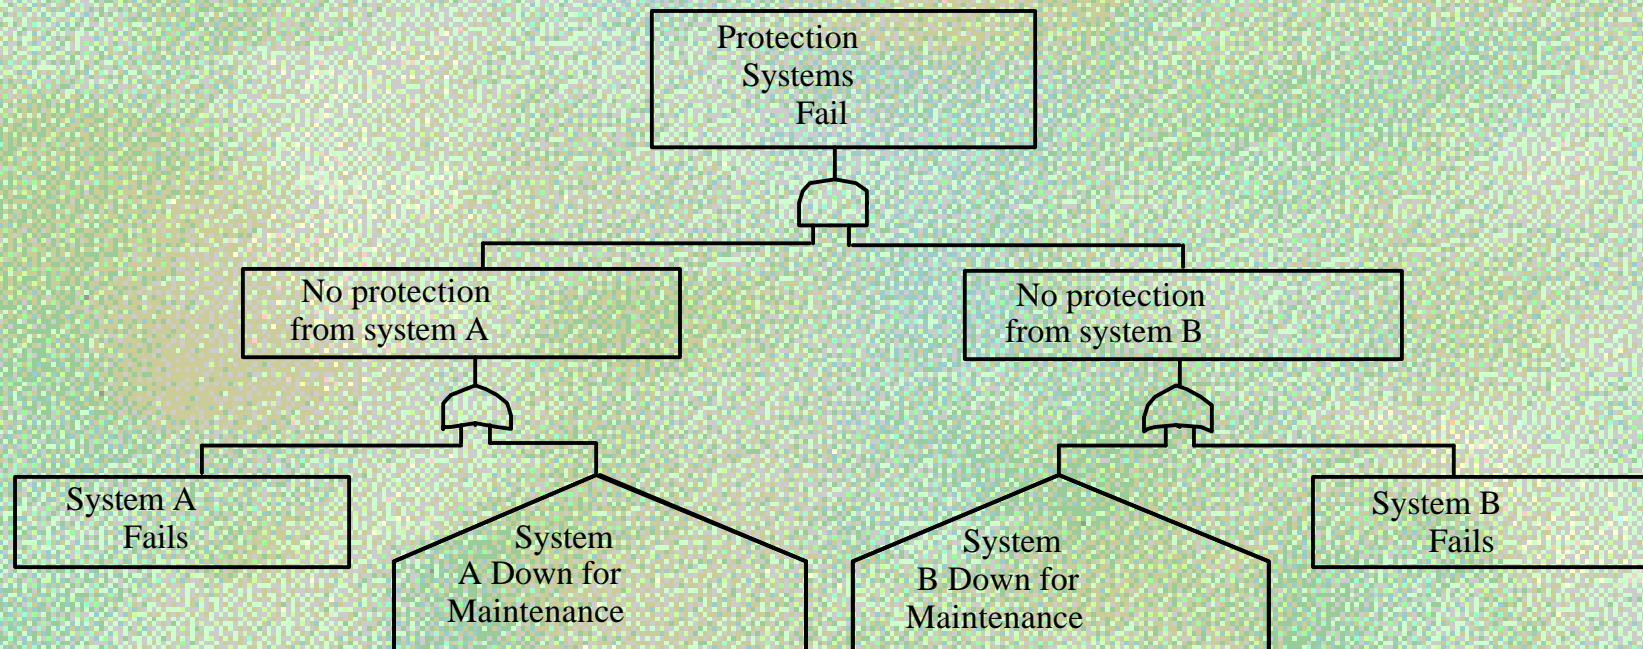 Protection
Systems
Fail
No protection
from system A
No protection
from system B
System A
Fails
System
A Down for
Maintenance
System
B Down for
Maintenance
System B
Fails